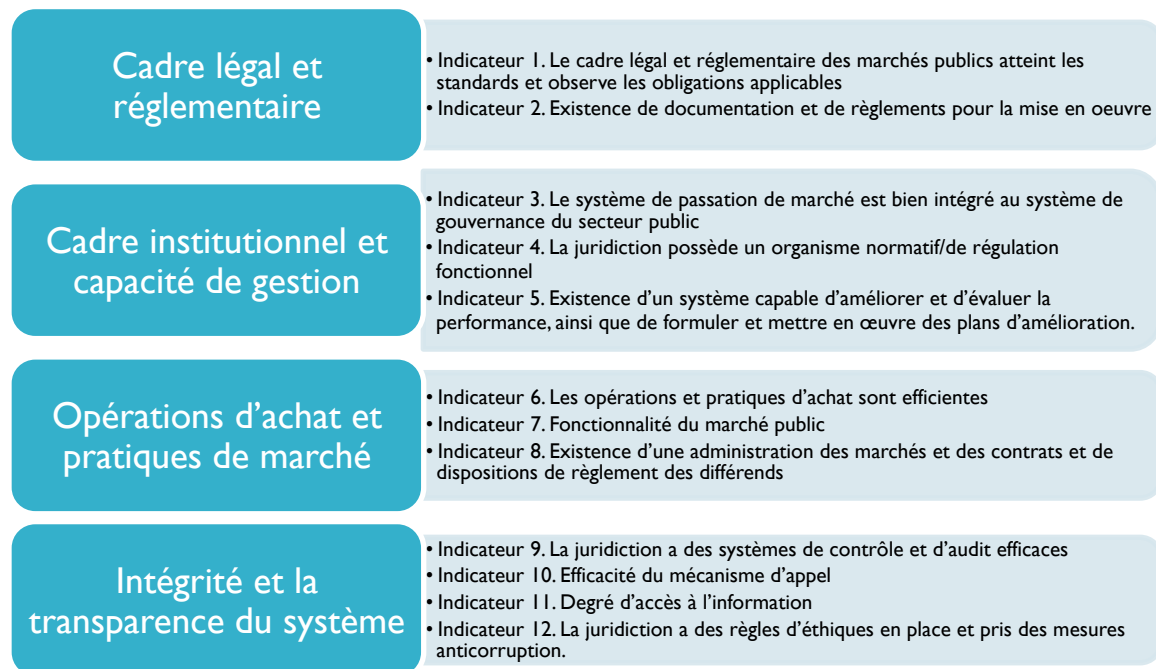 Cadre légal et
réglementaire
• Indicateur 1. Le cadre légal et réglementaire des marchés publics atteint les
standards et observe les obligations applicables
• Indicateur 2. Existence de documentation et de règlements pour la mise en oeuvre
Cadre institutionnel et
capacité de gestion
• Indicateur 3. Le système de passation de marché est bien intégré au système de
gouvernance du secteur public
• Indicateur 4. La juridiction possède un organisme normatif/de régulation
fonctionnel
• Indicateur 5. Existence d'un système capable d'améliorer et d'évaluer la
performance, ainsi que de formuler et mettre en œuvre des plans d'amélioration.
Opérations d'achat et
pratiques de marché
• Indicateur 6. Les opérations et pratiques d'achat sont efficientes
• Indicateur 7. Fonctionnalité du marché public
• Indicateur 8. Existence d'une administration des marchés et des contrats et de
dispositions de règlement des différends
Intégrité et la
transparence du système
• Indicateur 9. La juridiction a des systèmes de contrôle et d'audit efficaces
• Indicateur 10. Efficacité du mécanisme d'appel
• Indicateur 11. Degré d'accès à l'information
• Indicateur 12. La juridiction a des règles d'éthiques en place et pris des mesures
anticorruption.